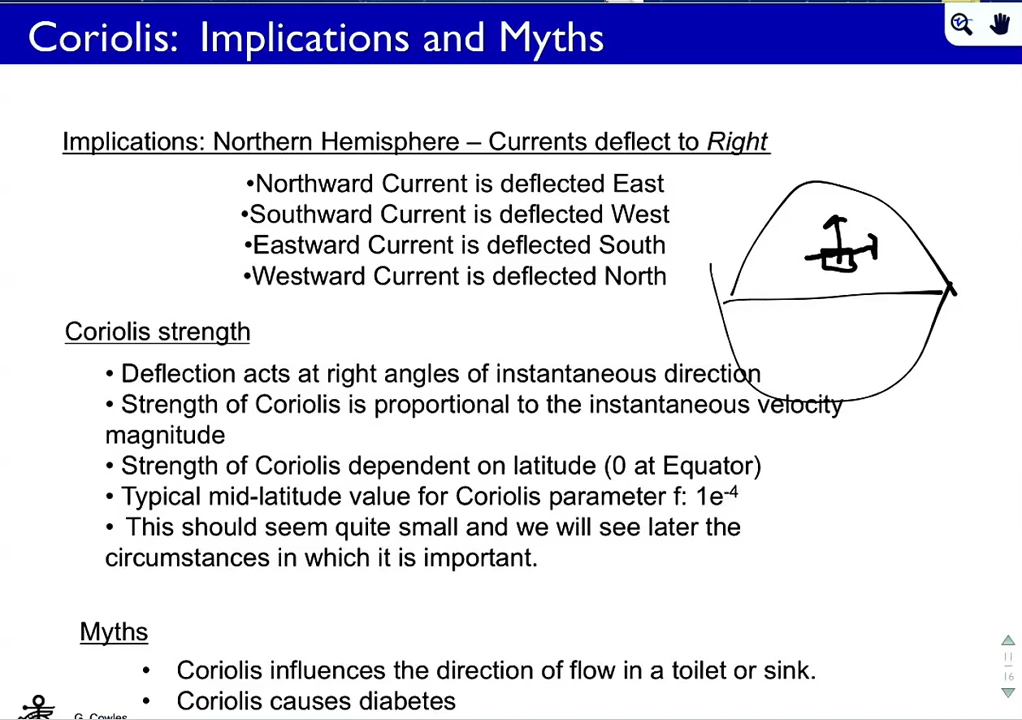 Coriolis: Implications and Myths
Implications: Northern Hemisphere – Currents deflect to Right
•Northward Current is deflected East
•Southward Current is deflected West
•Eastward Current is deflected South
•Westward Current is deflected North
Coriolis strength
• Deflection acts at right angles of instantaneous direction
• Strength of Coriolis is proportional to the instantaneous velocity
magnitude
• Strength of Coriolis dependent on latitude (0 at Equator)
• Typical mid-latitude value for Coriolis parameter f: 1e-4
• This should seem quite small and we will see later the
circumstances in which it is important.
Myths
• Coriolis influences the direction of flow in a toilet or sink.
• Coriolis causes diabetes
G. Cowles
11
16